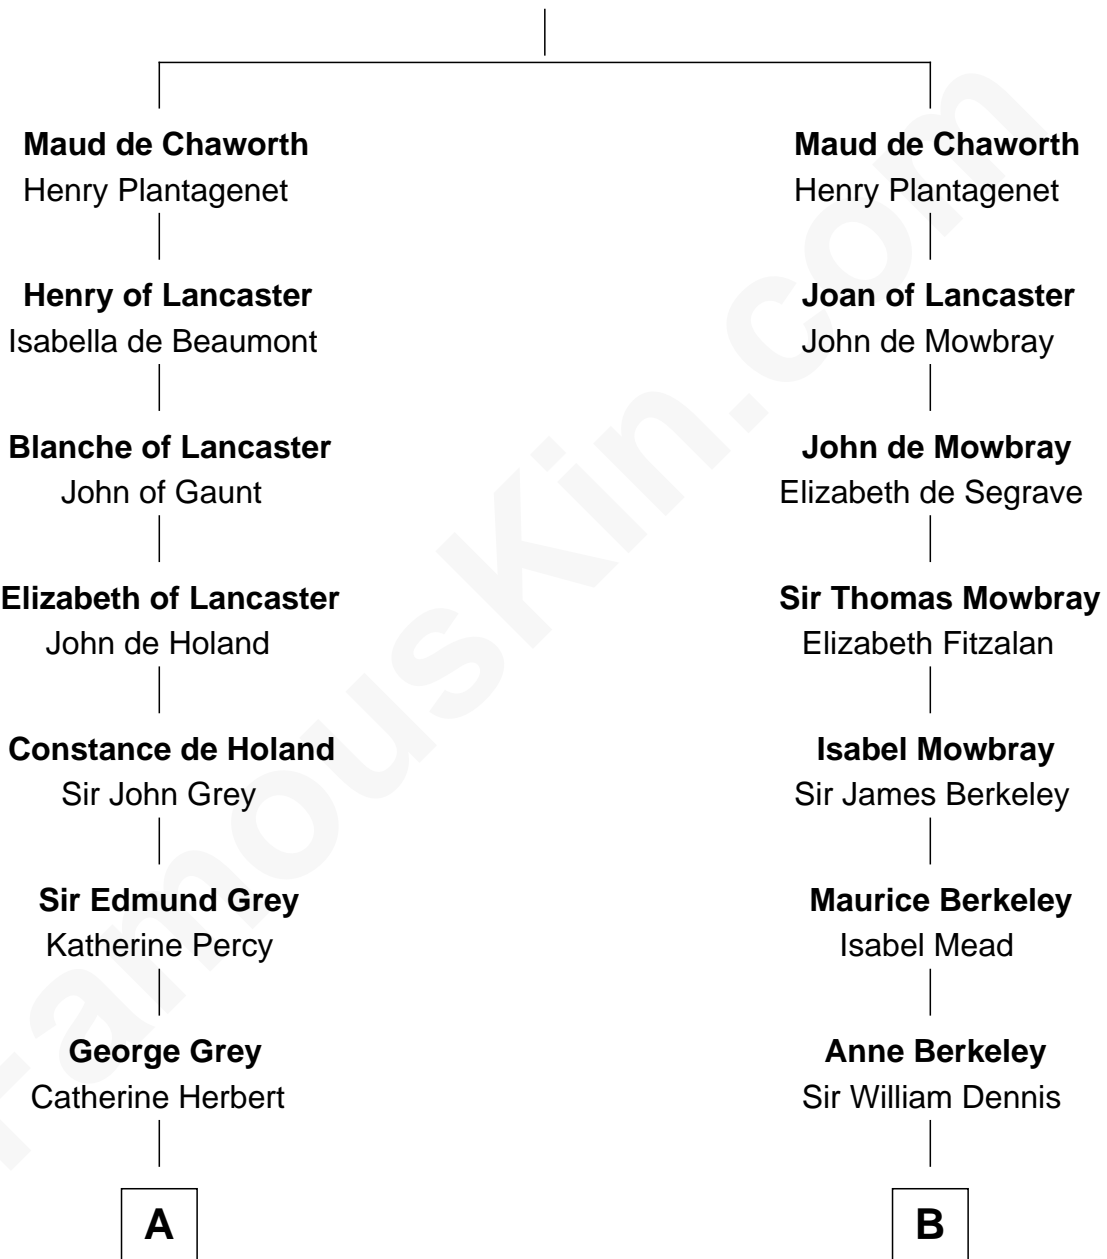 Maud de Chaworth
Henry Plantagenet
Henry of Lancaster
Isabella de Beaumont
Blanche of Lancaster
John of Gaunt
Elizabeth of Lancaster
John de Holand
Constance de Holand
Sir John Grey
Sir Edmund Grey
Katherine Percy
George Grey
Catherine Herbert
A
Maud de Chaworth
Henry Plantagenet
Joan of Lancaster
John de Mowbray
John de Mowbray
Elizabeth de Segrave
Sir Thomas Mowbray
Elizabeth Fitzalan
Isabel Mowbray
Sir James Berkeley
Maurice Berkeley
Isabel Mead
Anne Berkeley
Sir William Dennis
B
FamousKin.com